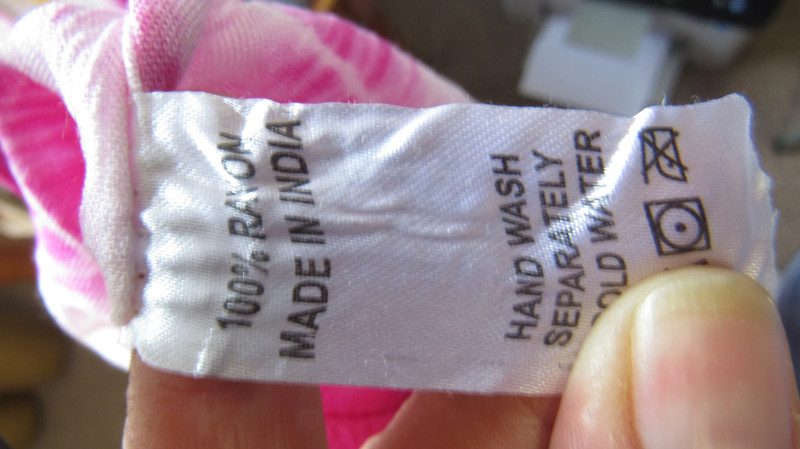 100% RAYON
MADE IN INDIA
HAND WASH
SEPARATELY
COLD WATER